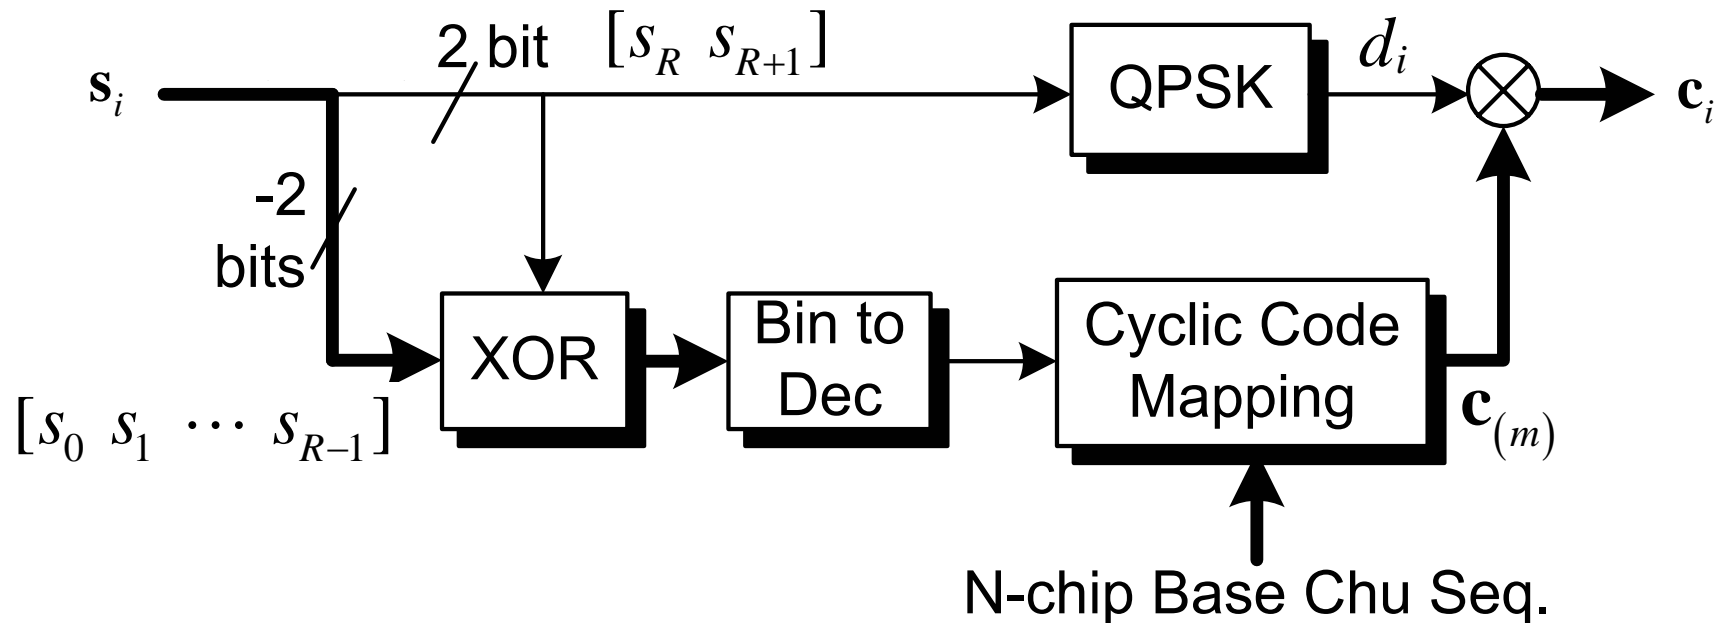 2 bit
[s_R s_{R+1}]
d_i
s_i
QPSK
c_i
-2
bits
XOR
Bin to
Dec
Cyclic Code
Mapping
[s_0 s_1 ⋯ s_{R-1}]
c_{(m)}
N-chip Base Chu Seq.